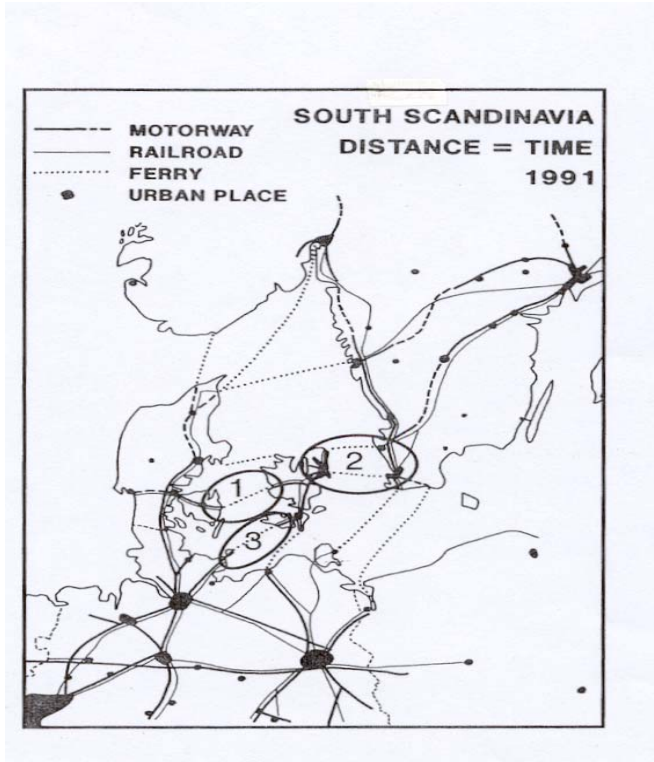 SOUTH SCANDINAVIA
DISTANCE = TIME
1991
MOTORWAY
RAILROAD
FERRY
URBAN PLACE
1
2
3